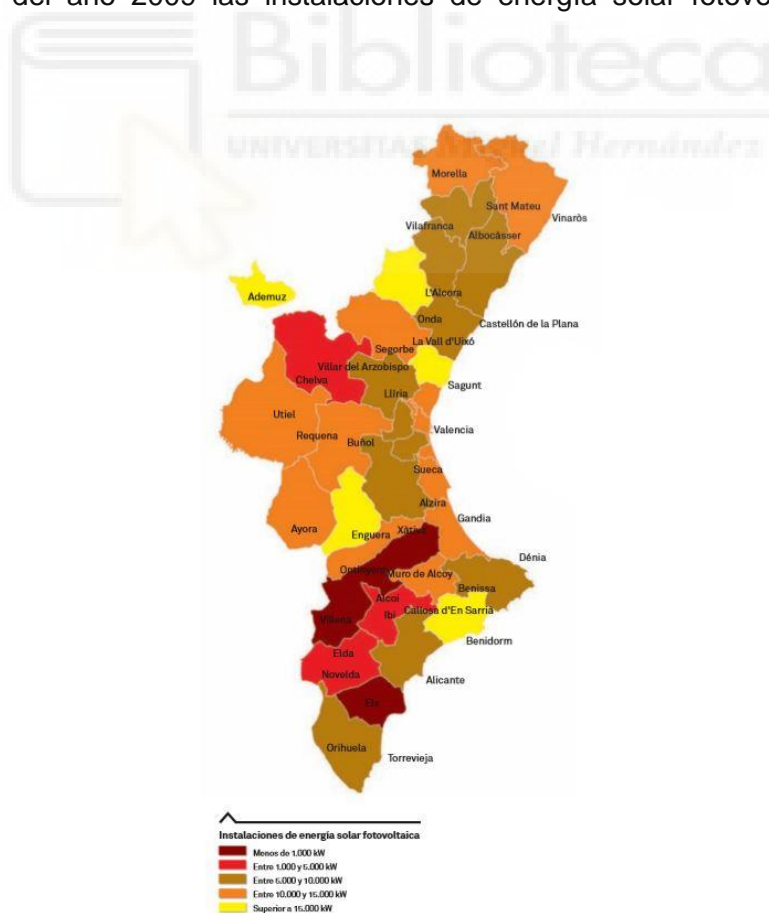 del año 2009 las instalaciones de energía solar fotovo
Biblioteca
UNIVERSITAS Miguel Hernández
Morella
Sant Mateu
Vinaròs
Vilafranca
Albocàsser
Ademuz
L'Alcora
Onda
Castellón de la Plana
La Vall d'Uixó
Segorbe
Villar del Arzobispo
Sagunt
Chelva
Llíria
Utiel
Valencia
Requena
Buñol
Sueca
Alzira
Gandia
Ayora
Enguera
Xàtiva
Dénia
Ontinyent
Muro de Alcoy
Benissa
Alcoi
Callosa d'En Sarrià
Villena
Ibi
Benidorm
Elda
Novelda
Alicante
Elx
Orihuela
Torrevieja
Instalaciones de energía solar fotovoltaica
Menos de 1.000 kW
Entre 1.000 y 5.000 kW
Entre 5.000 y 10.000 kW
Entre 10.000 y 15.000 kW
Superior a 15.000 kW